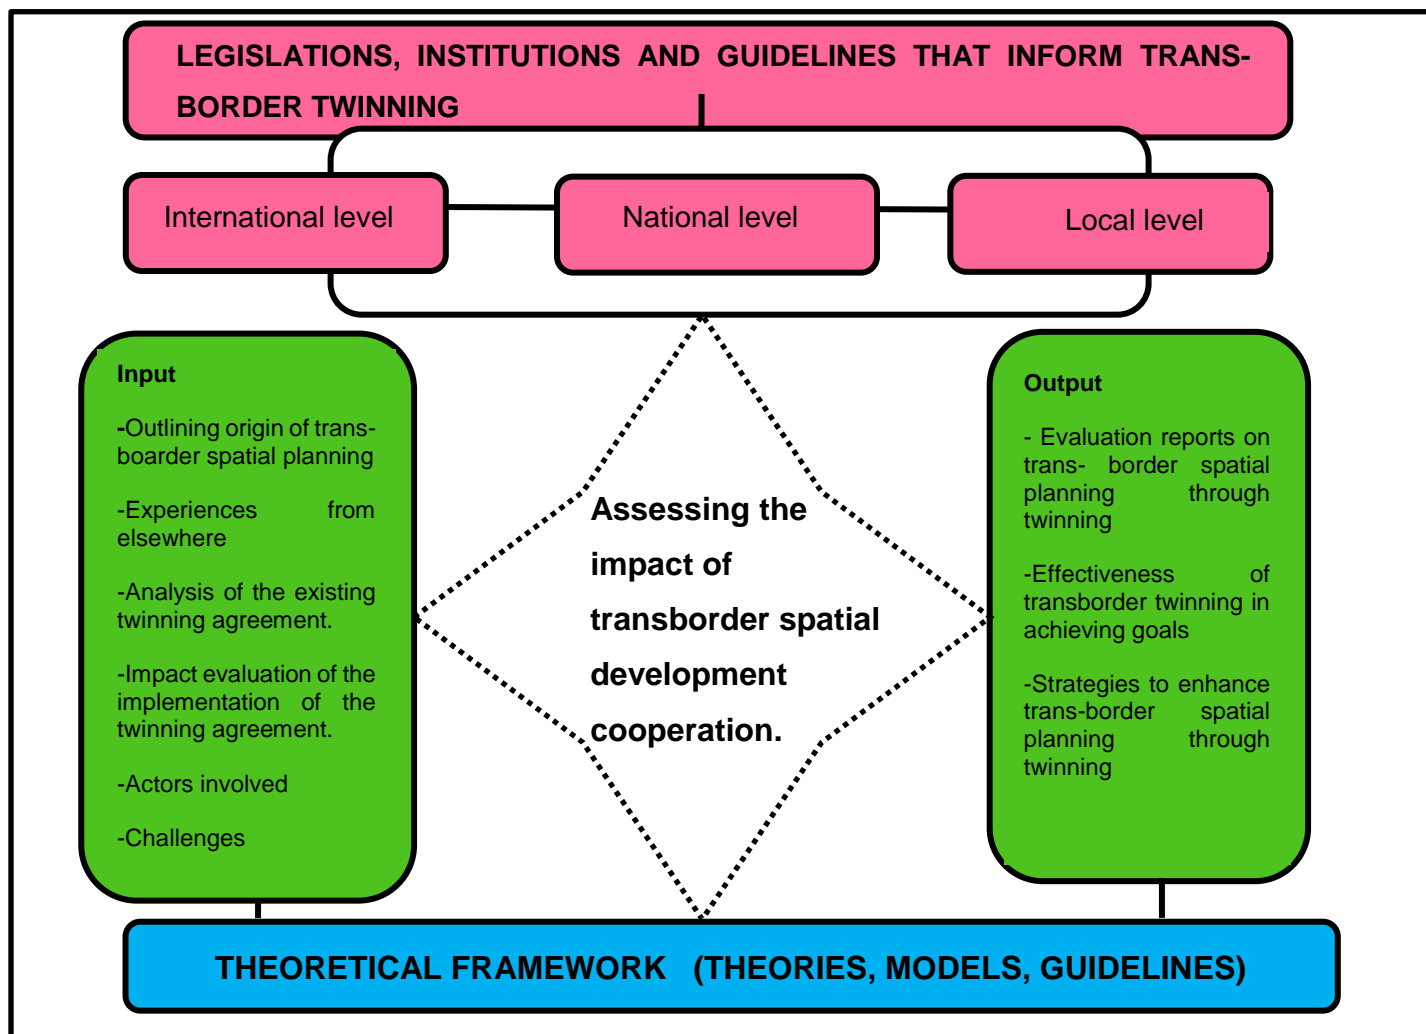 LEGISLATIONS, INSTITUTIONS AND GUIDELINES THAT INFORM TRANS-
BORDER TWINNING
International level
National level
Local level
Input
-Outlining origin of trans-
boarder spatial planning
-Experiences from
elsewhere
-Analysis of the existing
twinning agreement.
-Impact evaluation of the
implementation of the
twinning agreement.
-Actors involved
-Challenges
Assessing the
impact of
transborder spatial
development
cooperation.
Output
- Evaluation reports on
trans- border spatial
planning through
twinning
-Effectiveness of
transborder twinning in
achieving goals
-Strategies to enhance
trans-border spatial
planning through
twinning
THEORETICAL FRAMEWORK (THEORIES, MODELS, GUIDELINES)